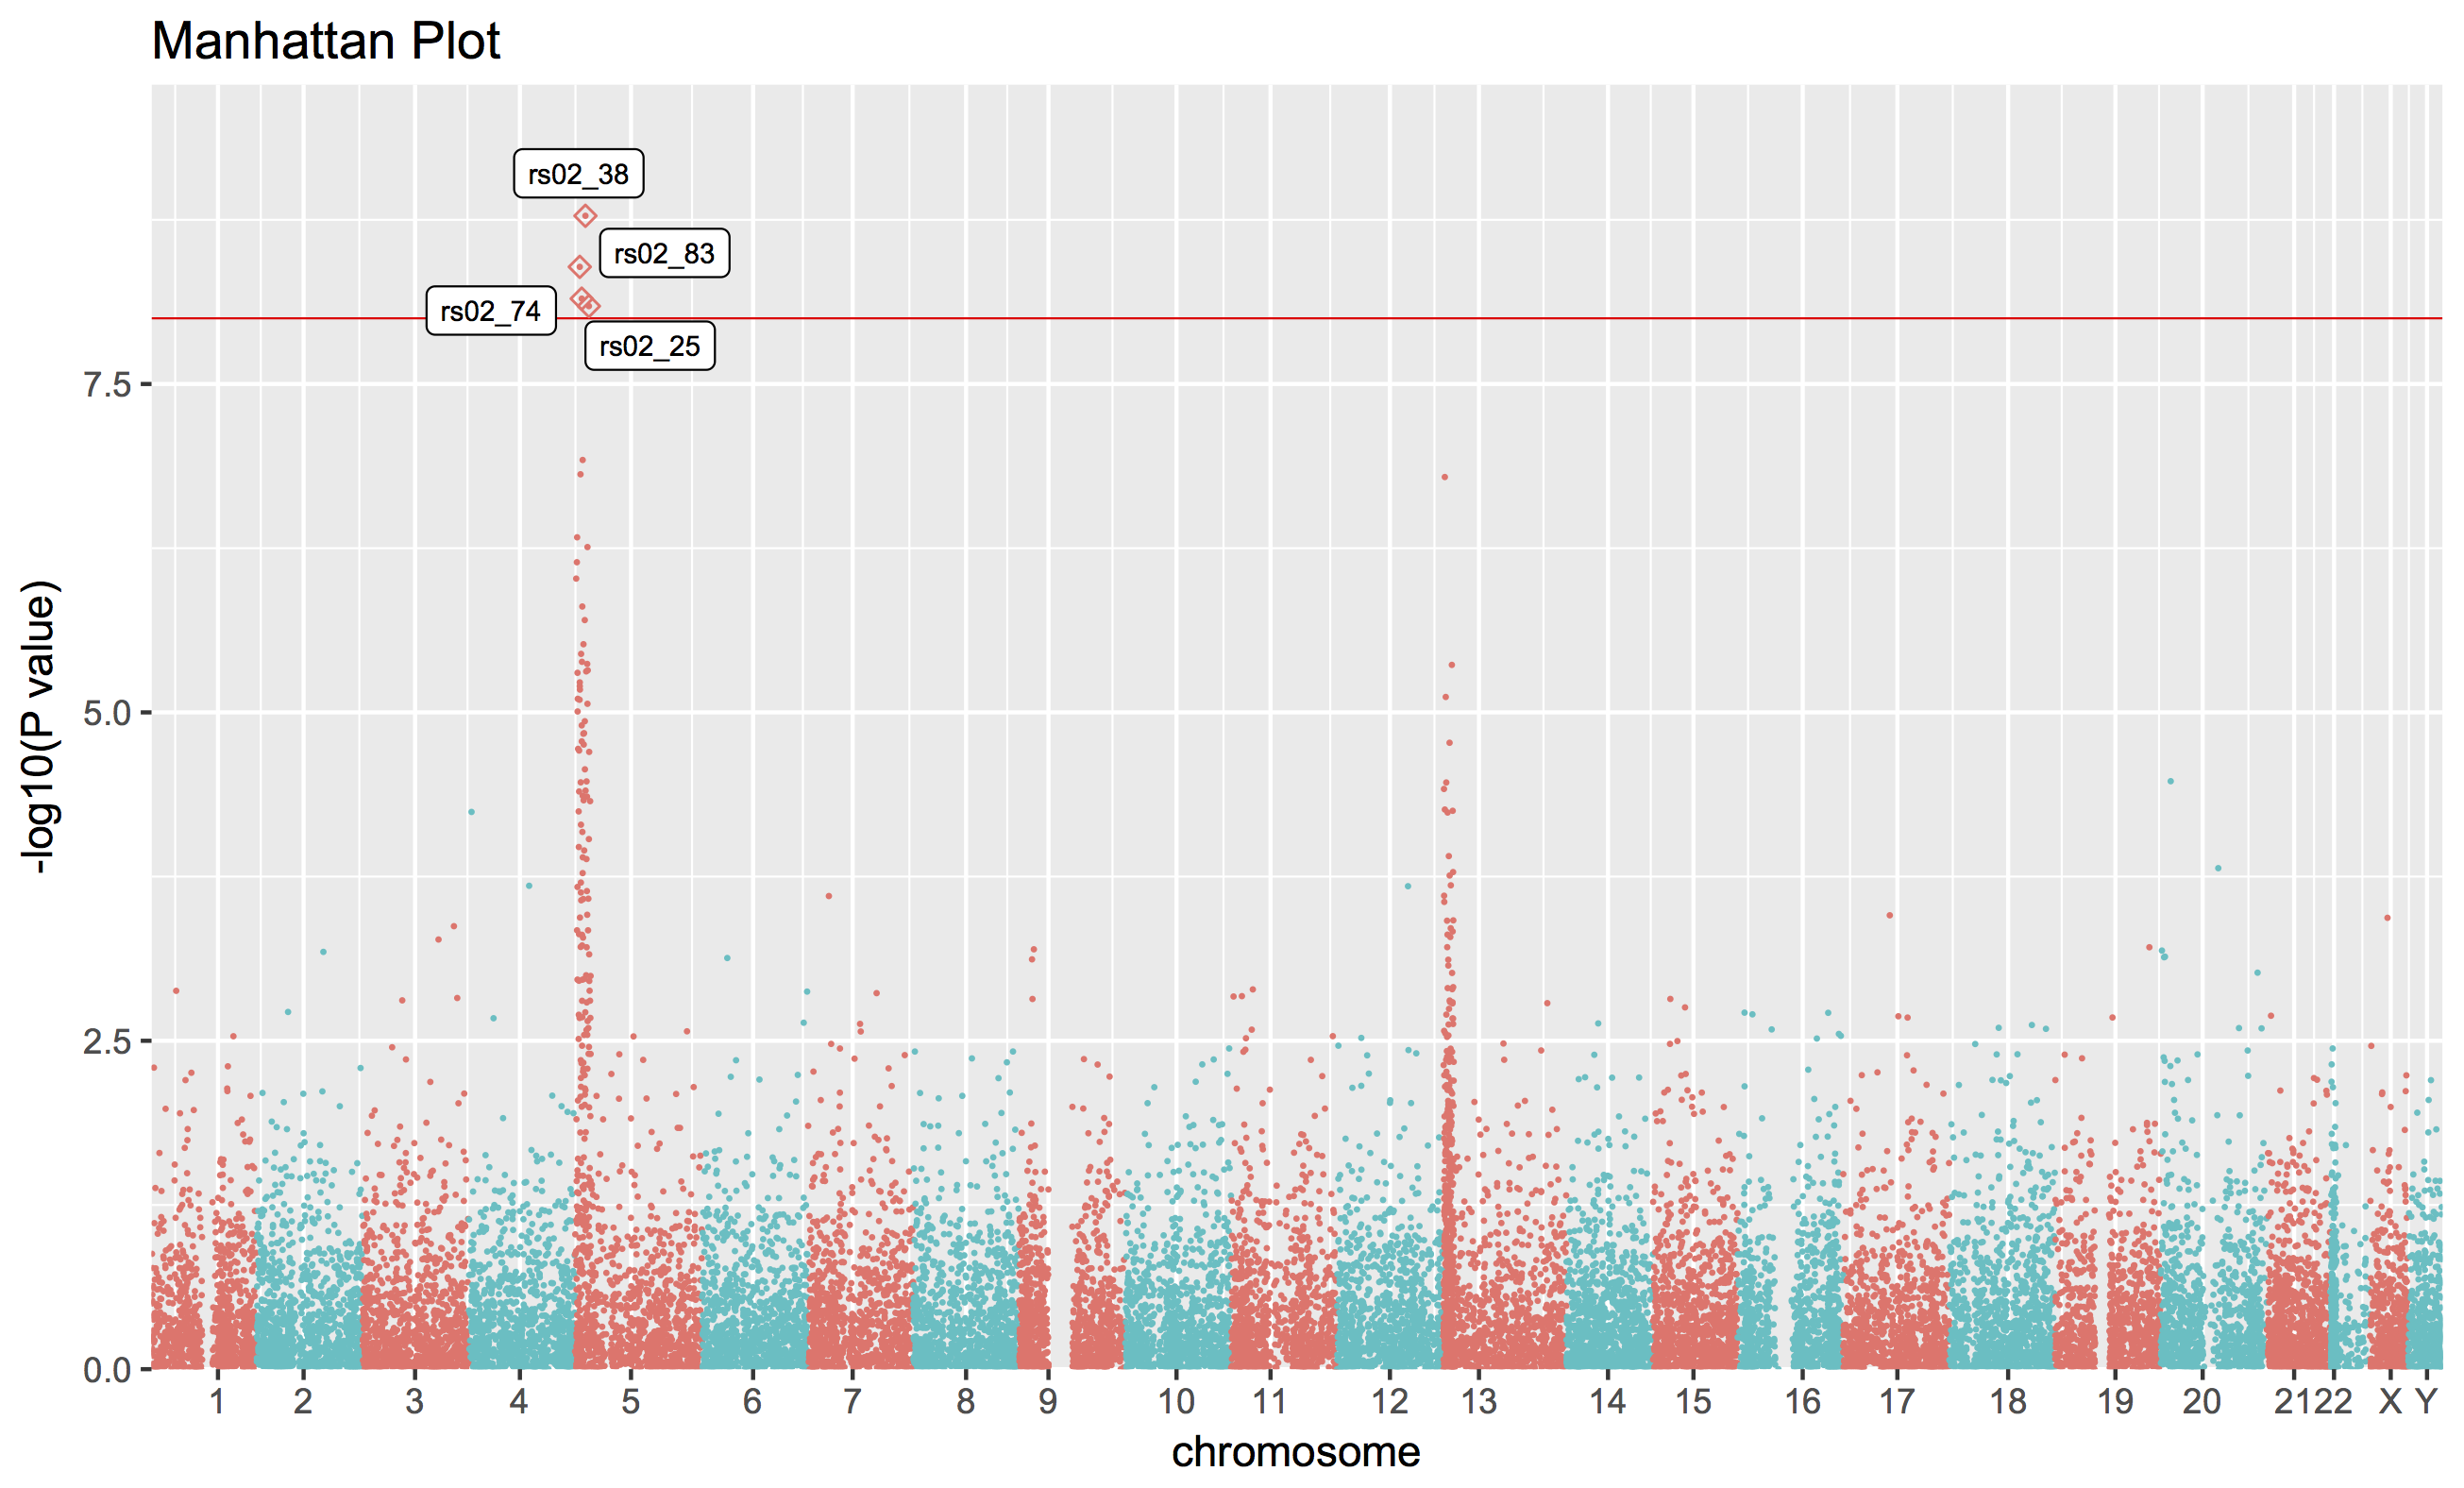 Manhattan Plot
rs02_38
rs02_83
rs02_74
rs02_25
-log10(P value)
7.5
5.0
2.5
0.0
1 2 3 4 5 6 7 8 9 10 11 12 13 14 15 16 17 18 19 20 21 22 X Y
chromosome